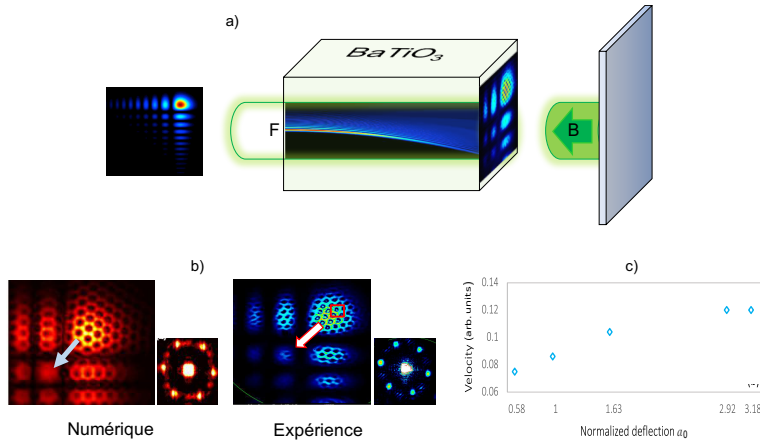 a)
BaTiO3
F
B
b)
Numérique
Expérience
c)
Velocity (arb. units)
0.14
0.12
0.10
0.08
0.06
0.58 1 1.63 2.92 3.18
Normalized deflection a0